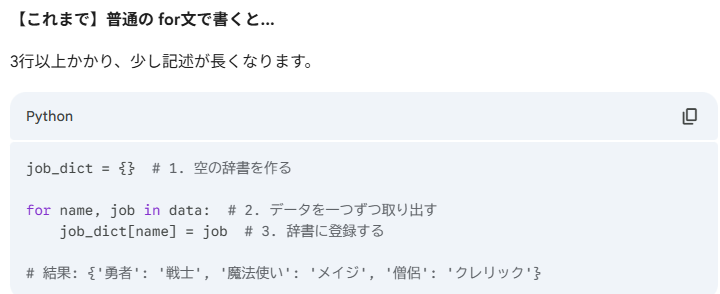 【これまで】普通の for文で書くと...
3行以上かかり、少し記述が長くなります。
Python
job_dict = {}  # 1. 空の辞書を作る
for name, job in data:  # 2. データを一つずつ取り出す
    job_dict[name] = job  # 3. 辞書に登録する
# 結果: {'勇者': '戦士', '魔法使い': 'メイジ', '僧侶': 'クレリック'}